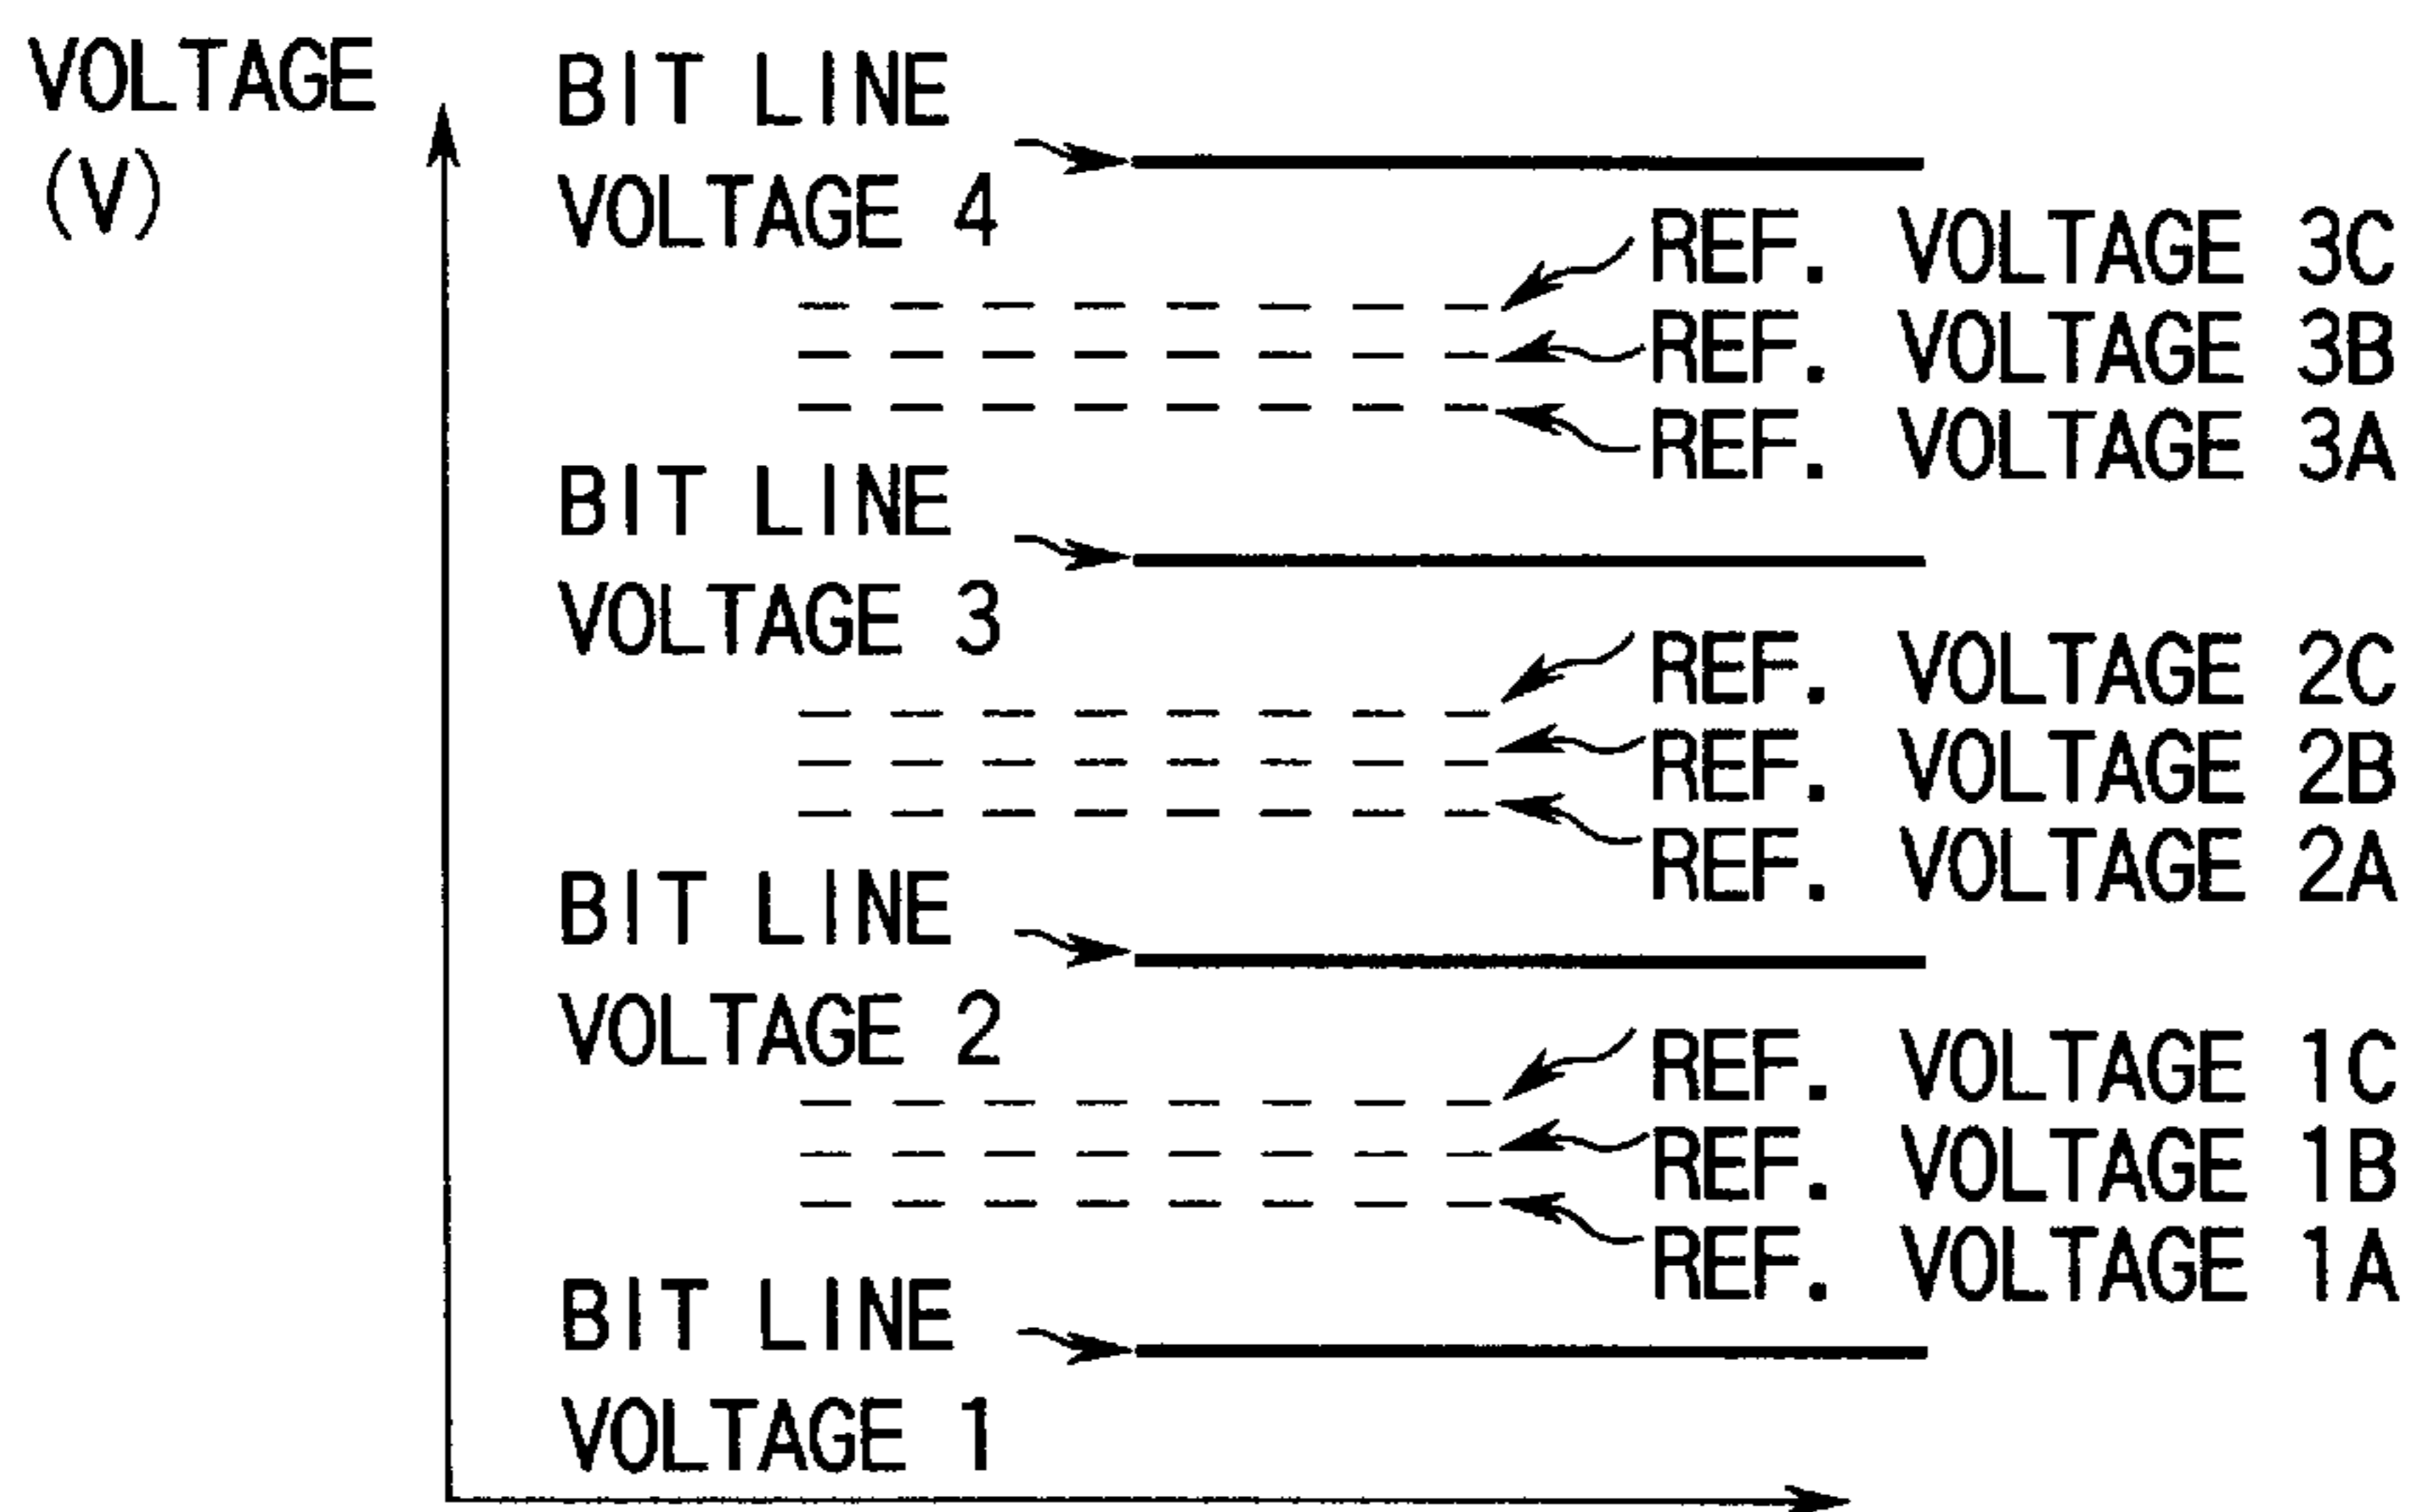 VOLTAGE
(V)
BIT LINE
VOLTAGE 4
REF. VOLTAGE 3C
REF. VOLTAGE 3B
REF. VOLTAGE 3A
BIT LINE
VOLTAGE 3
REF. VOLTAGE 2C
REF. VOLTAGE 2B
REF. VOLTAGE 2A
BIT LINE
VOLTAGE 2
REF. VOLTAGE 1C
REF. VOLTAGE 1B
REF. VOLTAGE 1A
BIT LINE
VOLTAGE 1